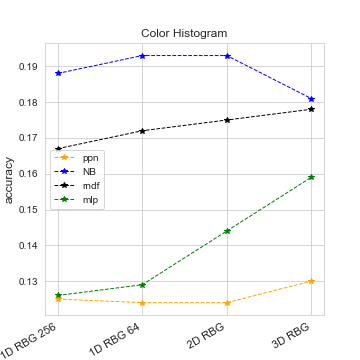 Color Histogram
accuracy
0.19
0.18
0.17
0.16
0.15
0.14
0.13
ppn
NB
rndf
mlp
1D RBG 256
1D RBG 64
2D RBG
3D RBG